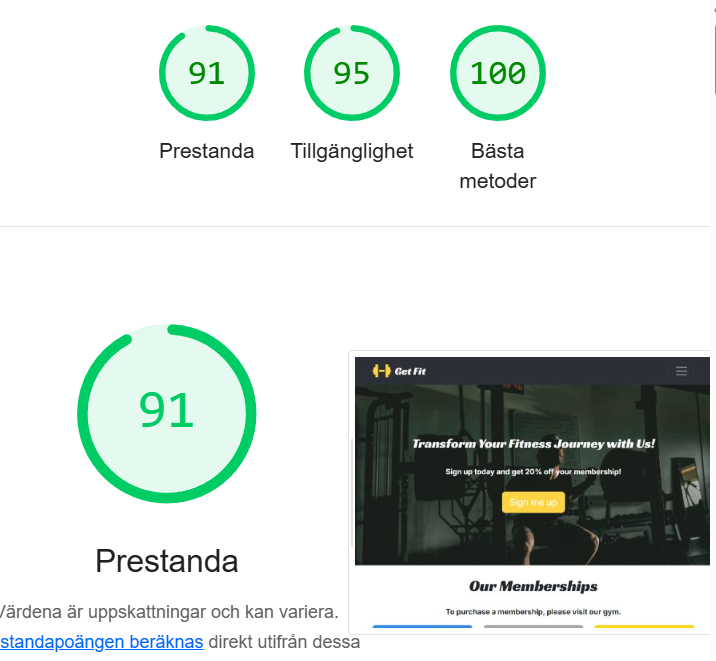 91
95
100
Prestanda
Tillgänglighet
Bästa
metoder
91
Prestanda
Värdena är uppskattningar och kan variera.
standapoängen beräknas direkt utifrån dessa
Get Fit
Transform Your Fitness Journey with Us!
Sign up today and get 20% off your membership!
Sign me up
Our Memberships
To purchase a membership, please visit our gym.